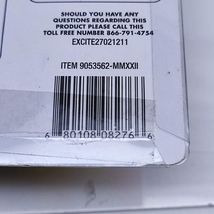 SHOULD YOU HAVE ANY
QUESTIONS REGARDING THIS
PRODUCT PLEASE CALL THIS
TOLL FREE NUMBER 866-791-4754
EXCITE27021211
ITEM 9053562-MMXXII
6 80108 08276 6